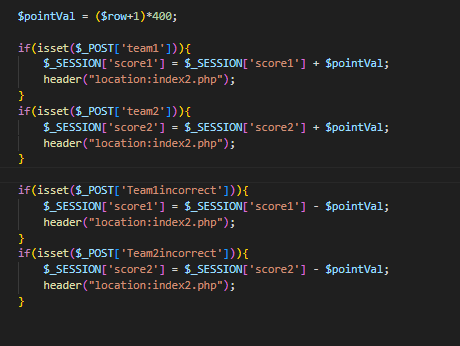 $pointVal = ($row+1)*400;
if(isset($_POST['team1'])){
$_SESSION['score1'] = $_SESSION['score1'] + $pointVal;
header("location:index2.php");
}
if(isset($_POST['team2'])){
$_SESSION['score2'] = $_SESSION['score2'] + $pointVal;
header("location:index2.php");
}
if(isset($_POST['Team1incorrect'])){
$_SESSION['score1'] = $_SESSION['score1'] - $pointVal;
header("location:index2.php");
}
if(isset($_POST['Team2incorrect'])){
$_SESSION['score2'] = $_SESSION['score2'] - $pointVal;
header("location:index2.php");
}